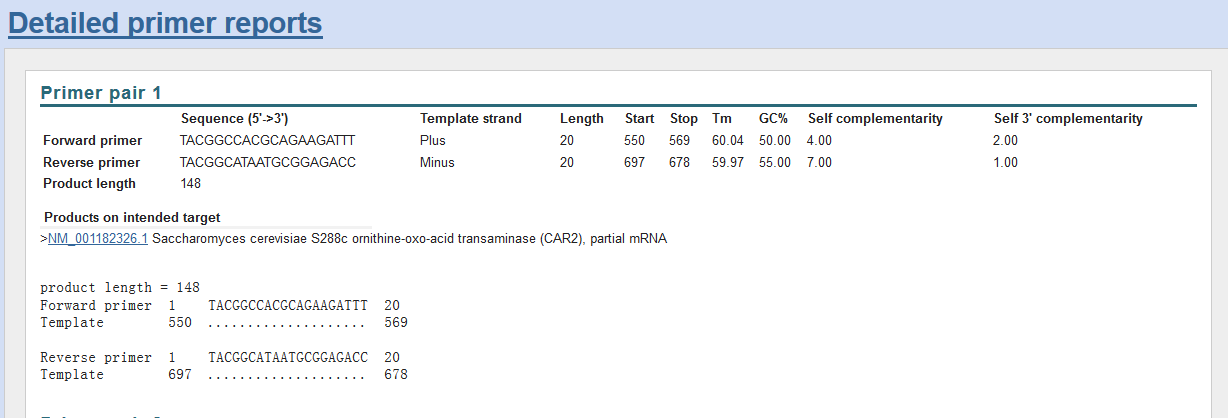 Detailed primer reports
Primer pair 1
Sequence (5'->3') Template strand Length Start Stop Tm GC% Self complementarity Self 3' complementarity
Forward primer TACGGCCACGCAGAAGATTT Plus 20 550 569 60.04 50.00 4.00 2.00
Reverse primer TACGGCATAATGCGGAGACC Minus 20 697 678 59.97 55.00 7.00 1.00
Product length 148
Products on intended target
>NM_001182326.1 Saccharomyces cerevisiae S288c ornithine-oxo-acid transaminase (CAR2), partial mRNA
product length = 148
Forward primer 1 TACGGCCACGCAGAAGATTT 20
Template 550 .................... 569
Reverse primer 1 TACGGCATAATGCGGAGACC 20
Template 697 .................... 678